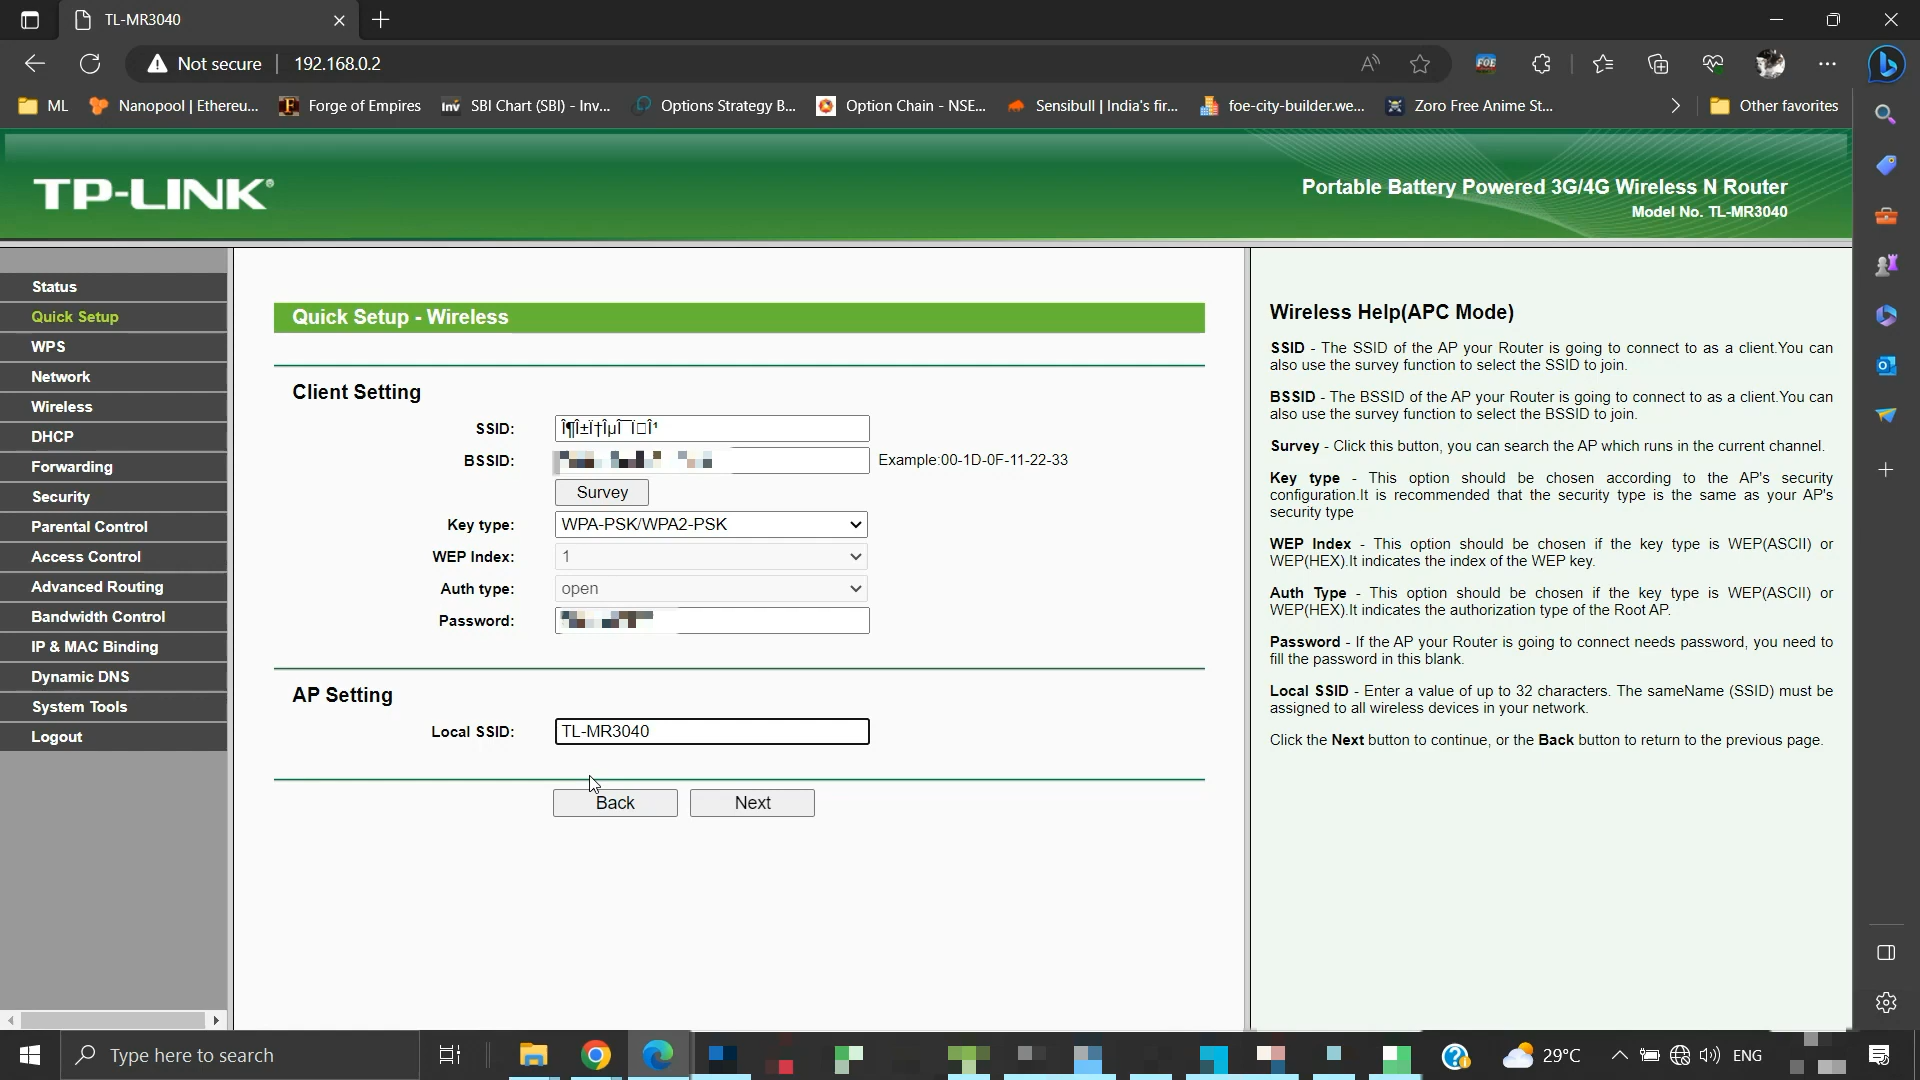 TL-MR3040
Not secure
192.168.0.2
ML
Nanopool | Ethereu...
Forge of Empires
SBI Chart (SBI) - Inv...
Options Strategy B...
Option Chain - NSE...
Sensibull | India's fir...
foe-city-builder.we...
Zoro Free Anime St...
Other favorites
TP-LINK®
Portable Battery Powered 3G/4G Wireless N Router
Model No. TL-MR3040
Status
Quick Setup
WPS
Network
Wireless
DHCP
Forwarding
Security
Parental Control
Access Control
Advanced Routing
Bandwidth Control
IP & MAC Binding
Dynamic DNS
System Tools
Logout
Quick Setup - Wireless
Client Setting
SSID:
BSSID:
Example:00-1D-0F-11-22-33
Survey
Key type:
WPA-PSK/WPA2-PSK
WEP Index:
1
Auth type:
open
Password:
AP Setting
Local SSID:
TL-MR3040
Back
Next
Wireless Help(APC Mode)
SSID - The SSID of the AP your Router is going to connect to as a client.You can
also use the survey function to select the SSID to join.
BSSID - The BSSID of the AP your Router is going to connect to as a client.You can
also use the survey function to select the BSSID to join.
Survey - Click this button, you can search the AP which runs in the current channel.
Key type - This option should be chosen according to the AP's security
configuration.It is recommended that the security type is the same as your AP's
security type
WEP Index - This option should be chosen if the key type is WEP(ASCII) or
WEP(HEX).It indicates the index of the WEP key.
Auth Type - This option should be chosen if the key type is WEP(ASCII) or
WEP(HEX).It indicates the authorization type of the Root AP.
Password - If the AP your Router is going to connect needs password, you need to
fill the password in this blank.
Local SSID - Enter a value of up to 32 characters. The sameName (SSID) must be
assigned to all wireless devices in your network.
Click the Next button to continue, or the Back button to return to the previous page.
Type here to search
29°C
ENG